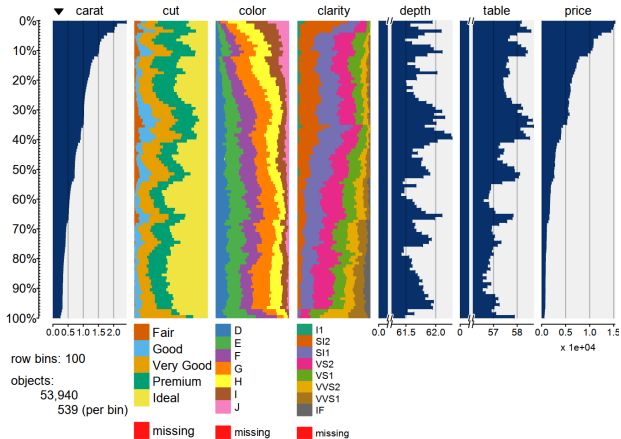 carat cut color clarity depth table price
0%
10%
20%
30%
40%
50%
60%
70%
80%
90%
100%
0.0 0.5 1.0 1.5 2.0
0.0 61.5 62.0
0 57 58
0.0 0.5 1.0 1.5
x 1e+04
Fair
Good
Very Good
Premium
Ideal
missing
D
E
F
G
H
I
J
missing
I1
SI2
SI1
VS2
VS1
VVS2
VVS1
IF
missing
row bins: 100
objects:
53,940
539 (per bin)